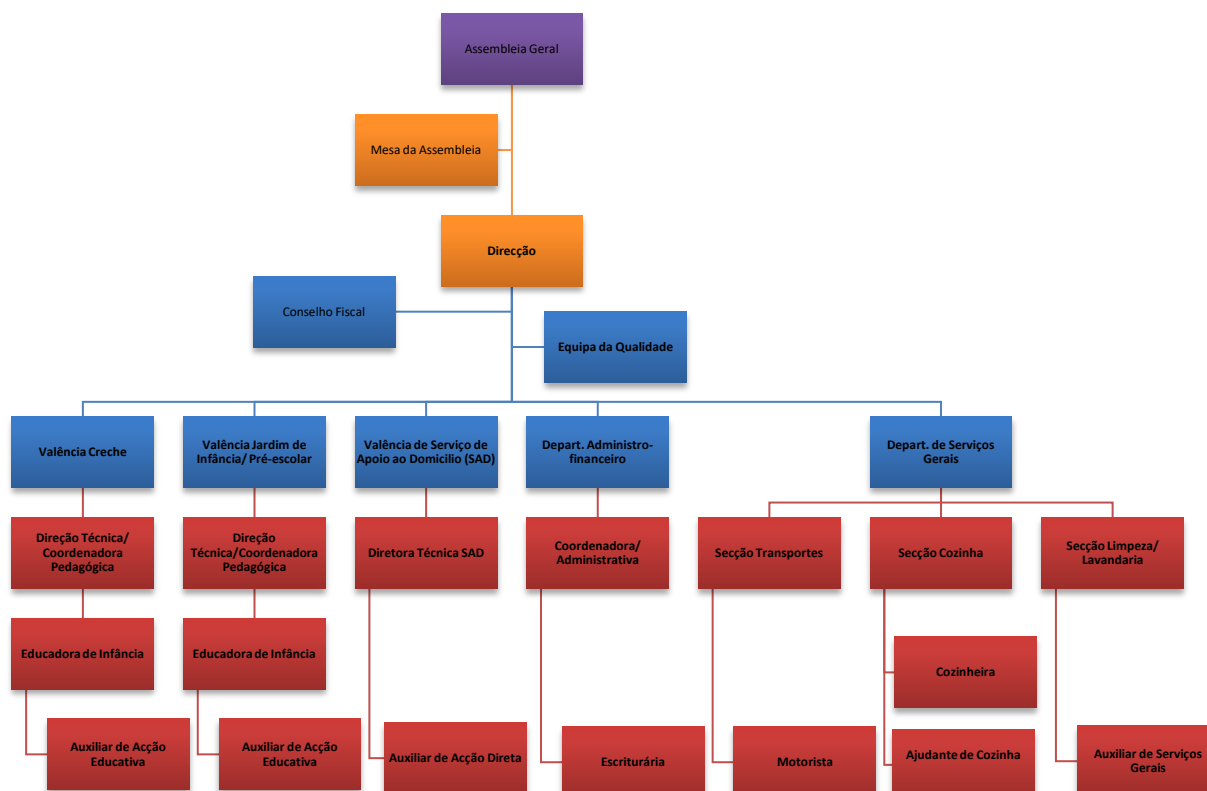 Assembleia Geral
Mesa da Assembleia
Direcção
Conselho Fiscal
Equipa da Qualidade
Valência Creche
Valência Jardim de
Infância/ Pré-escolar
Valência de Serviço de
Apoio ao Domicilio (SAD)
Depart. Administro-
financeiro
Depart. de Serviços
Gerais
Direção Técnica/
Coordenadora
Pedagógica
Direção
Técnica/Coordenadora
Pedagógica
Diretora Técnica SAD
Coordenadora/
Administrativa
Secção Transportes
Secção Cozinha
Secção Limpeza/
Lavandaria
Educadora de Infância
Educadora de Infância
Cozinheira
Auxiliar de Acção
Educativa
Auxiliar de Acção
Educativa
Auxiliar de Acção Direta
Escriturária
Motorista
Ajudante de Cozinha
Auxiliar de Serviços
Gerais